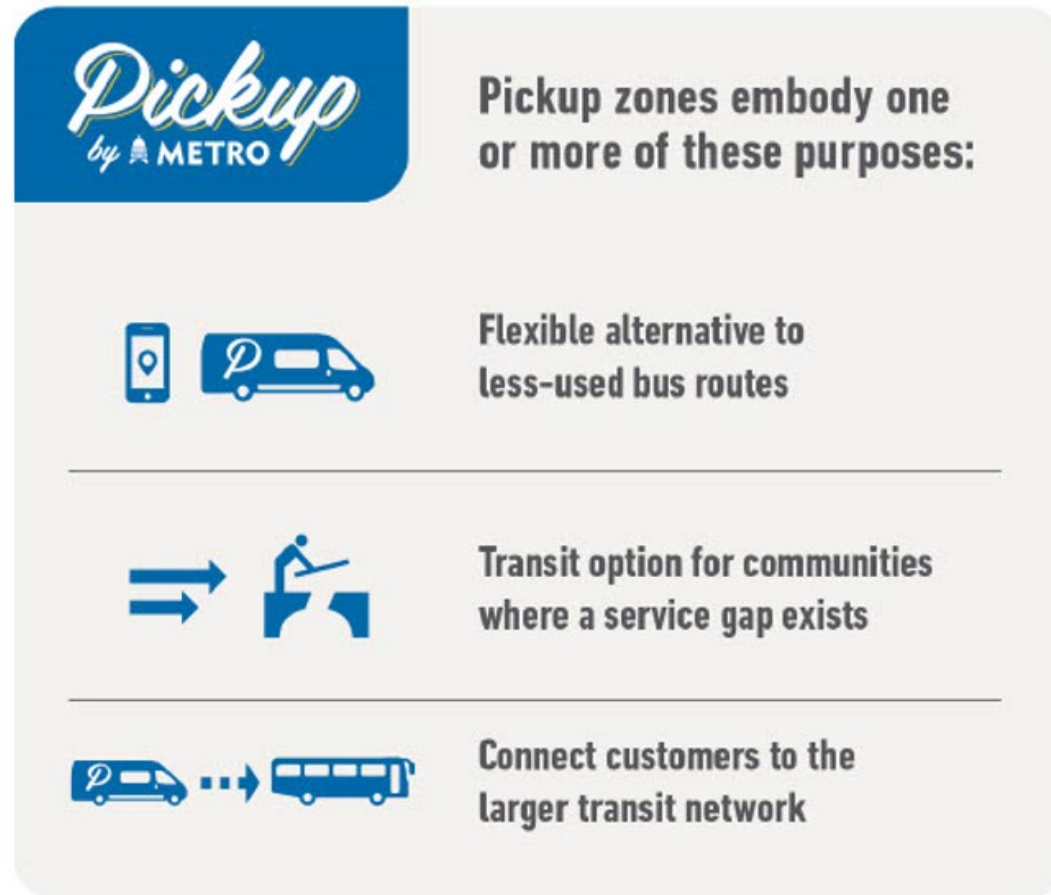 Pickup
by METRO
Pickup zones embody one
or more of these purposes:
P
Flexible alternative to
less-used bus routes
Transit option for communities
where a service gap exists
P
Connect customers to the
larger transit network